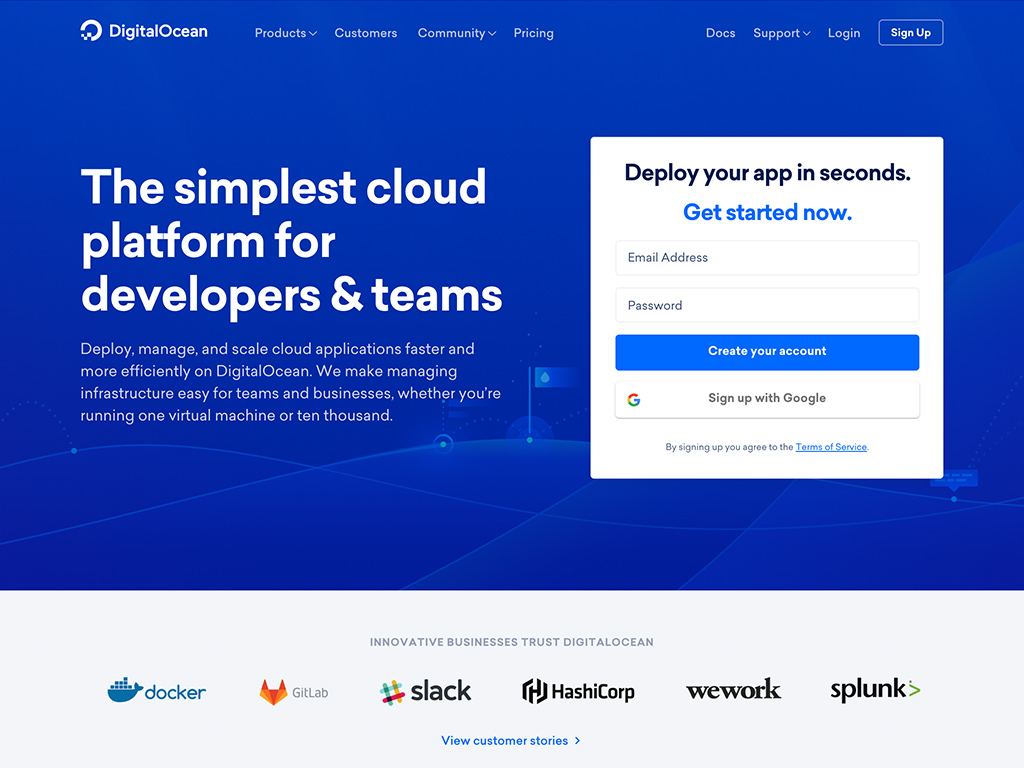 DigitalOcean
Products
Customers
Community
Pricing
Docs
Support
Login
Sign Up
The simplest cloud
platform for
developers & teams
Deploy, manage, and scale cloud applications faster and
more efficiently on DigitalOcean. We make managing
infrastructure easy for teams and businesses, whether you’re
running one virtual machine or ten thousand.
Deploy your app in seconds.
Get started now.
Email Address
Password
Create your account
Sign up with Google
By signing up you agree to the Terms of Service.
INNOVATIVE BUSINESSES TRUST DIGITALOCEAN
docker
GitLab
slack
HashiCorp
wework
splunk>
View customer stories